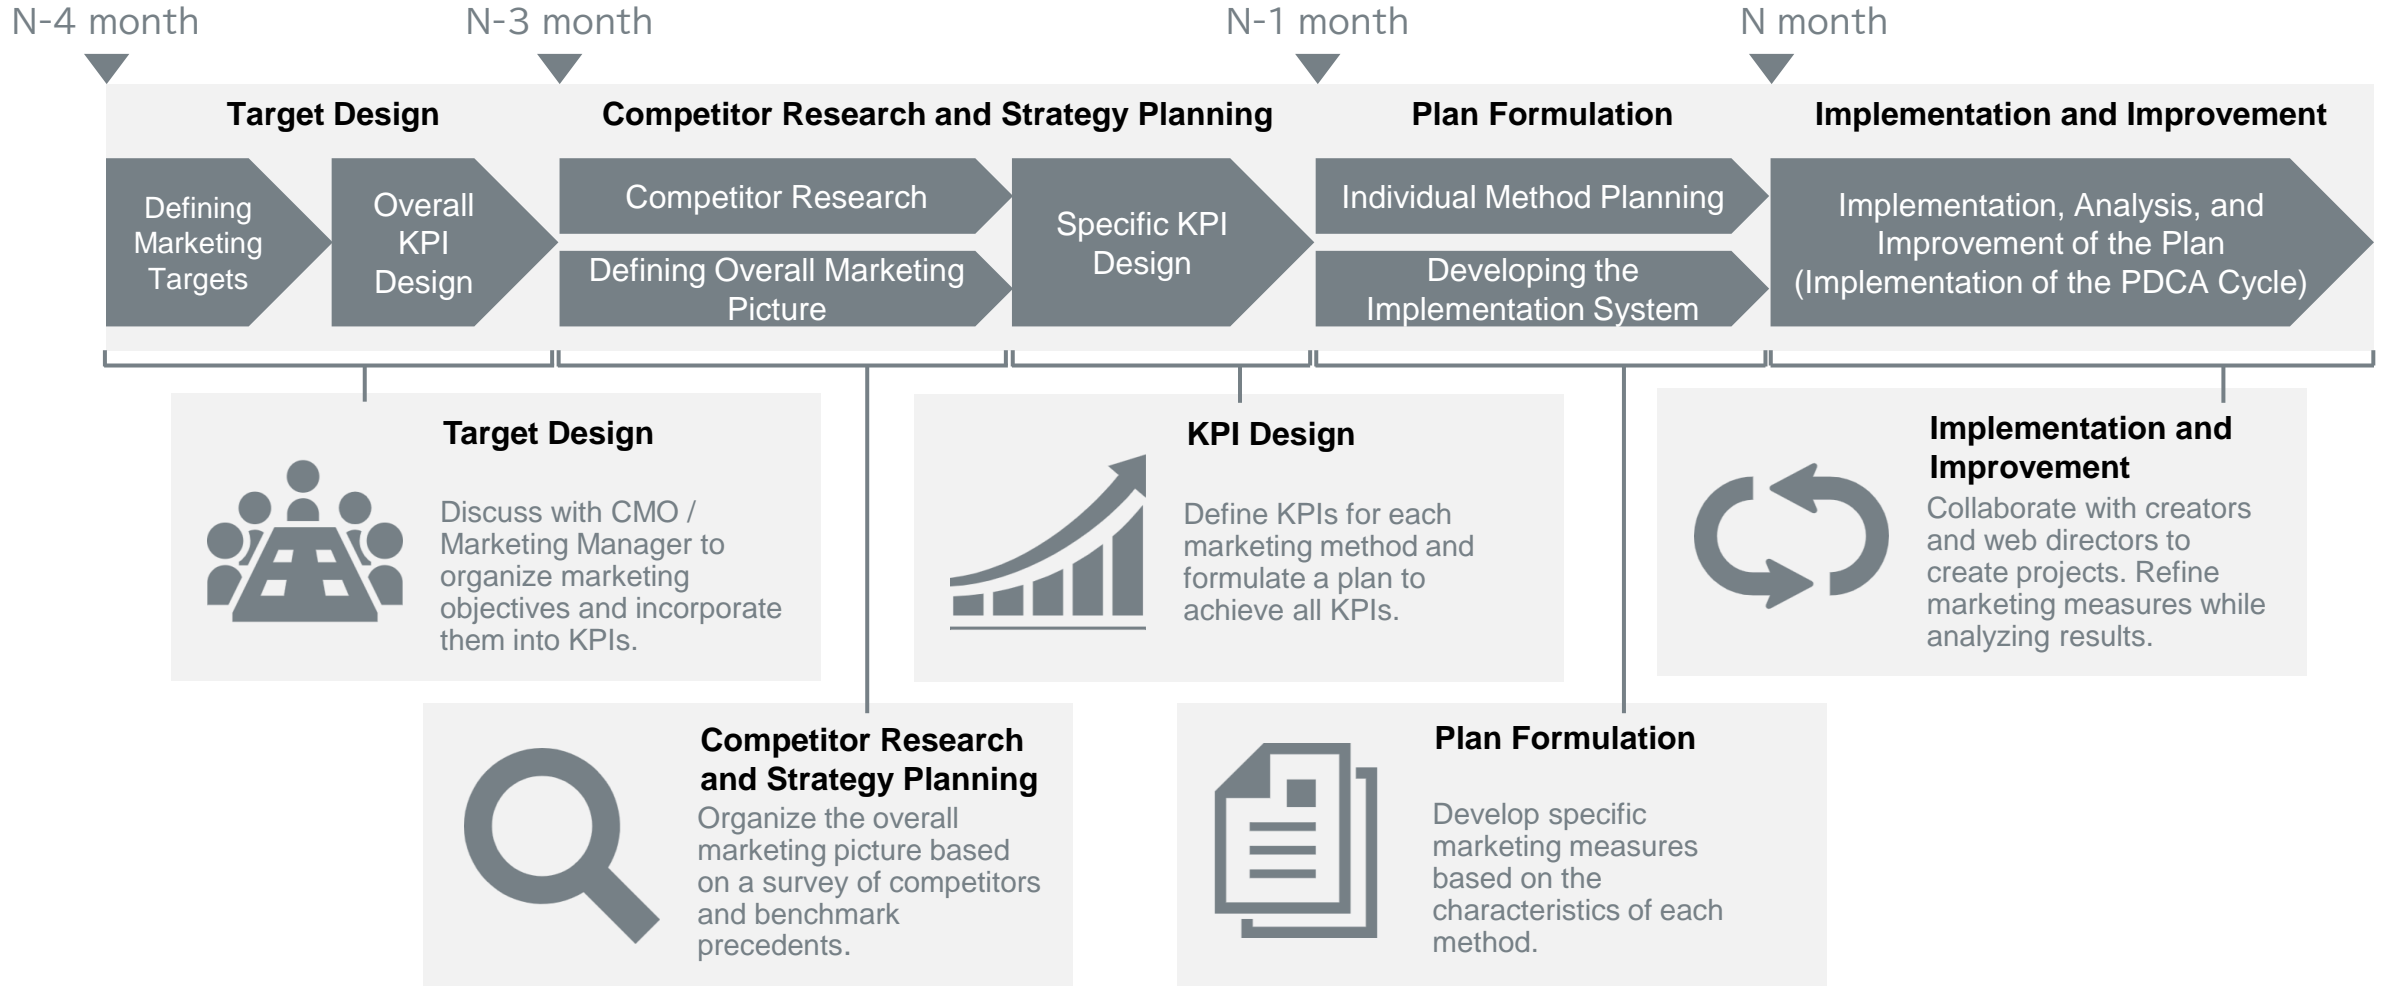 N-4 month
N-3 month
N-1 month
N month
Target Design
Competitor Research and Strategy Planning
Plan Formulation
Implementation and Improvement
Defining
Marketing
Targets
Overall
KPI
Design
Competitor Research
Defining Overall Marketing
Picture
Specific KPI
Design
Individual Method Planning
Developing the
Implementation System
Implementation, Analysis, and
Improvement of the Plan
(Implementation of the PDCA Cycle)
Target Design
Discuss with CMO /
Marketing Manager to
organize marketing
objectives and incorporate
them into KPIs.
KPI Design
Define KPIs for each
marketing method and
formulate a plan to
achieve all KPIs.
Implementation and
Improvement
Collaborate with creators
and web directors to
create projects. Refine
marketing measures while
analyzing results.
Competitor Research
and Strategy Planning
Organize the overall
marketing picture based
on a survey of competitors
and benchmark
precedents.
Plan Formulation
Develop specific
marketing measures
based on the
characteristics of each
method.